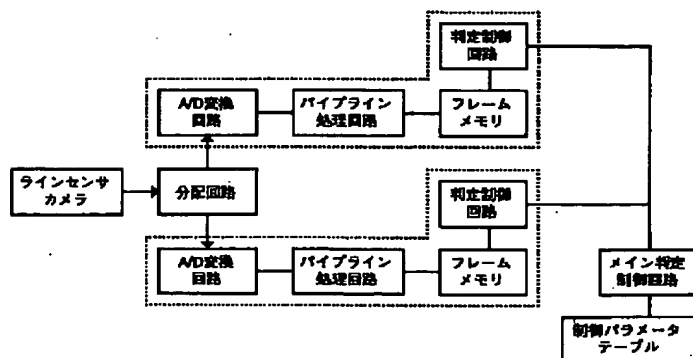 判定制御
回路
A/D変換
回路
パイプライン
処理回路
フレーム
メモリ
ラインセンサ
カメラ
分配回路
判定制御
回路
A/D変換
回路
パイプライン
処理回路
フレーム
メモリ
メイン判定
制御回路
制御パラメータ
テーブル